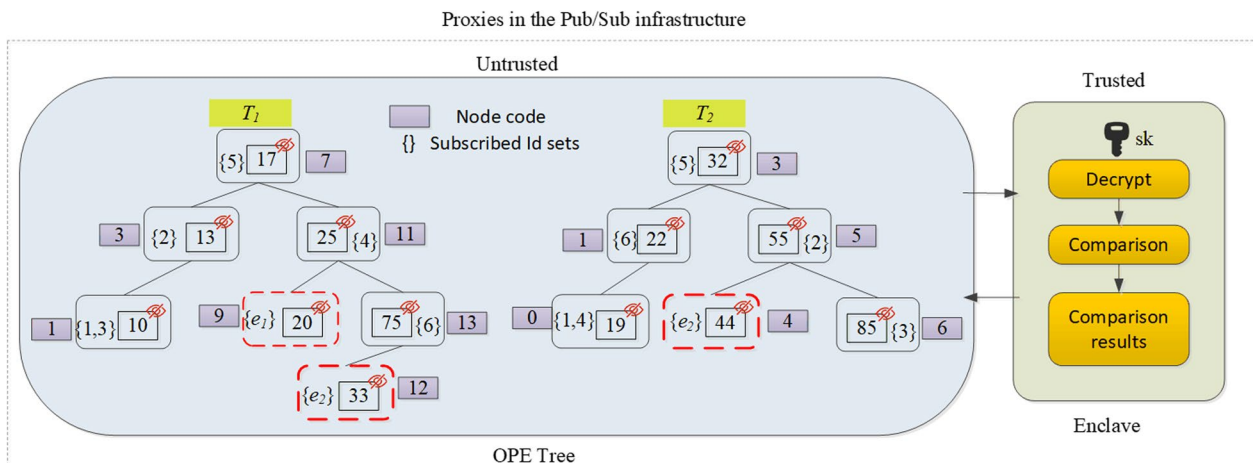 Proxies in the Pub/Sub infrastructure
Untrusted
T1
Node code
{} Subscribed Id sets
{5} 17 7
3 {2} 13
25 {4} 11
1 {1,3} 10
9 {e1} 20
75 {6} 13
{e2} 33 12
T2
{5} 32 3
1 {6} 22
55 {2} 5
0 {1,4} 19
{e2} 44 4
85 {3} 6
OPE Tree
Trusted
sk
Decrypt
Comparison
Comparison
results
Enclave